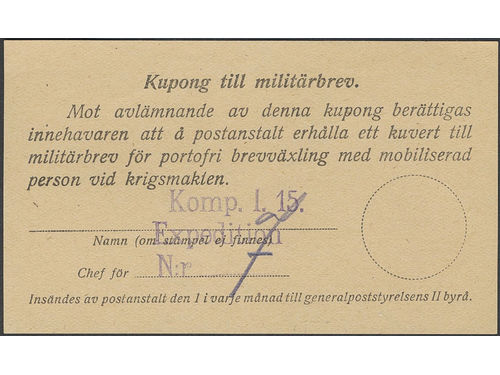 Kupong till militärbrev.
Mot avlämnande av denna kupong berättigas
innehavaren att å postanstalt erhålla ett kuvert till
militärbrev för portofri brevväxling med mobiliserad
person vid krigsmakten.
Komp. I. 15.
Expedition
Namn (om stämpel ej finnes)
N:r
Chef för
Insändes av postanstalt den 1 i varje månad till generalpoststyrelsens II byrå.